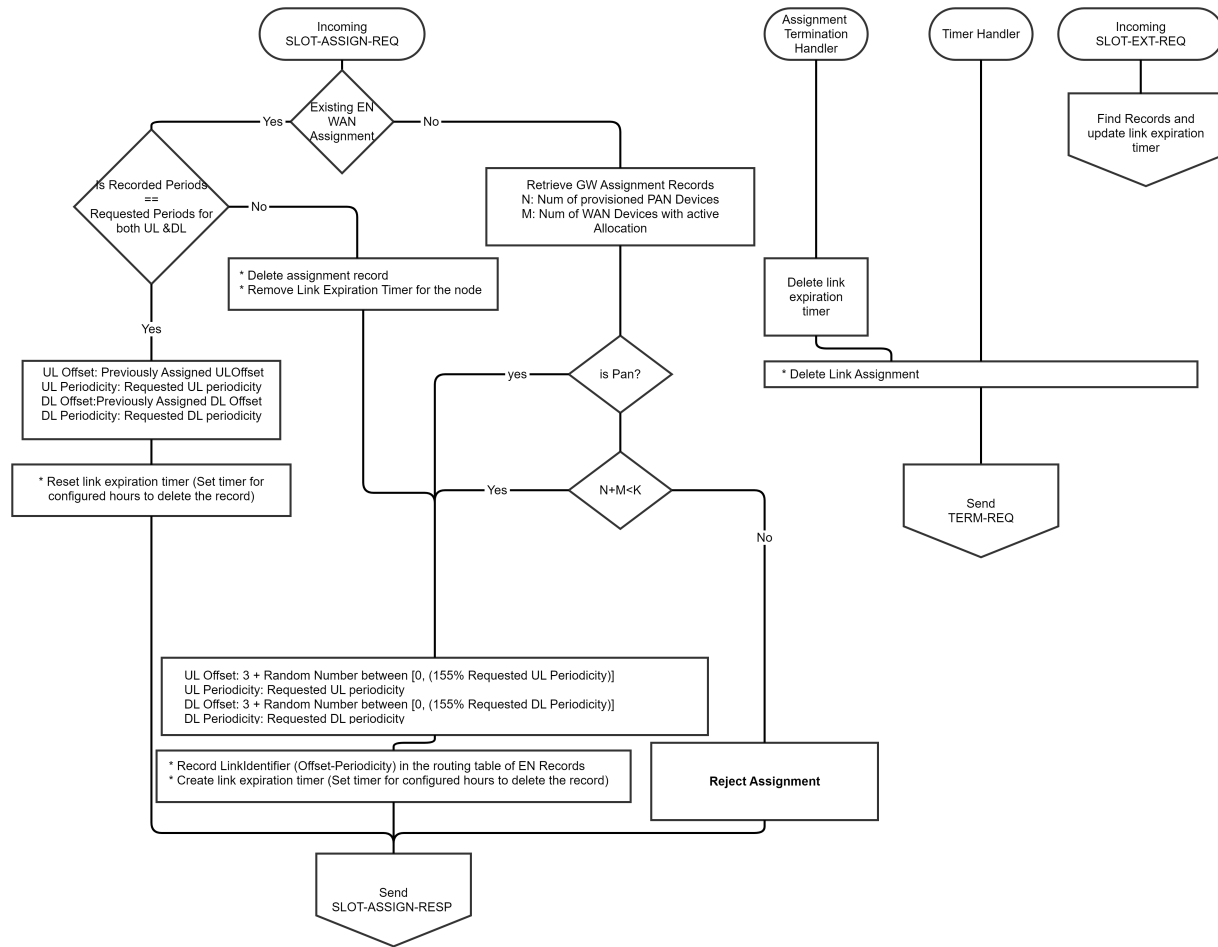 Incoming
SLOT-ASSIGN-REQ
Assignment
Termination
Handler
Timer Handler
Incoming
SLOT-EXT-REQ
Existing EN
WAN
Assignment
Yes
No
Find Records and
update link expiration
timer
Is Recorded Periods
==
Requested Periods for
both UL &DL
No
Retrieve GW Assignment Records
N: Num of provisioned PAN Devices
M: Num of WAN Devices with active
Allocation
* Delete assignment record
* Remove Link Expiration Timer for the node
Delete link
expiration
timer
Yes
UL Offset: Previously Assigned ULOffset
UL Periodicity: Requested UL periodicity
DL Offset:Previously Assigned DL Offset
DL Periodicity: Requested DL periodicity
yes
is Pan?
* Delete Link Assignment
* Reset link expiration timer (Set timer for
configured hours to delete the record)
Yes
N+M<K
No
Send
TERM-REQ
UL Offset: 3 + Random Number between [0, (155% Requested UL Periodicity)]
UL Periodicity: Requested UL periodicity
DL Offset: 3 + Random Number between [0, (155% Requested DL Periodicity)]
DL Periodicity: Requested DL periodicity
* Record LinkIdentifier (Offset-Periodicity) in the routing table of EN Records
* Create link expiration timer (Set timer for configured hours to delete the record)
Reject Assignment
Send
SLOT-ASSIGN-RESP